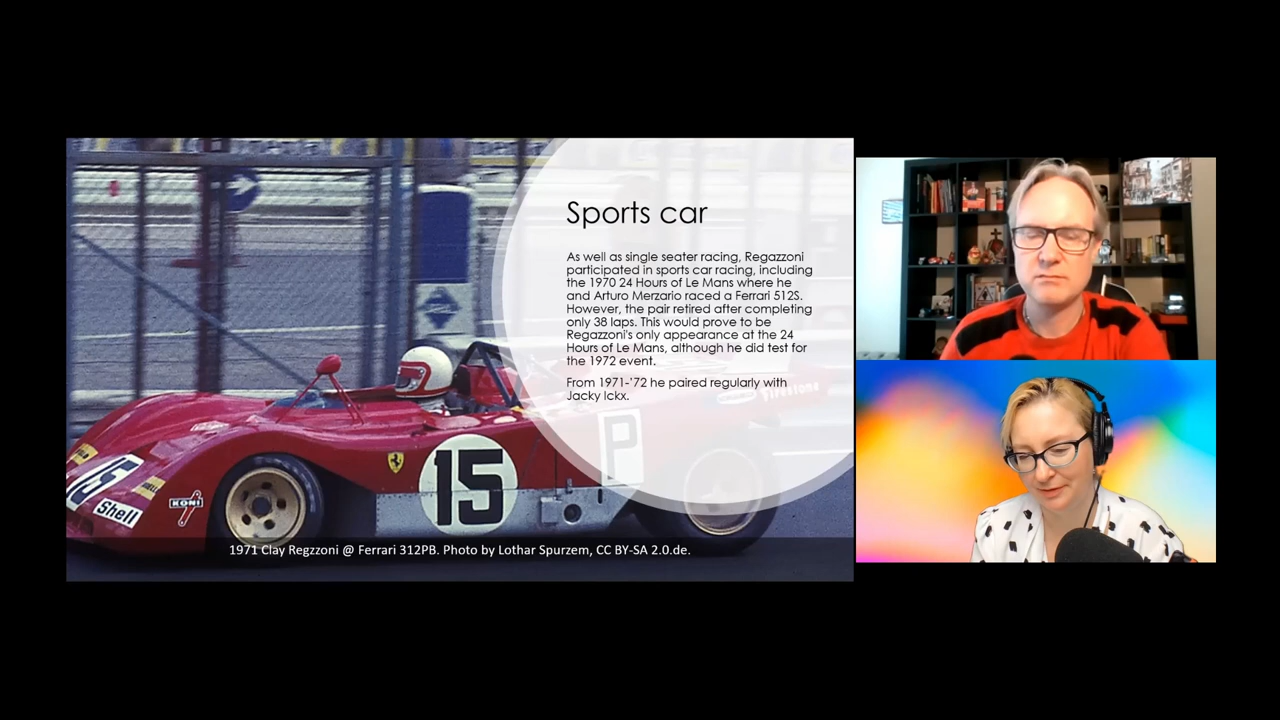 Sports car
As well as single seater racing, Regazzoni
participated in sports car racing, including
the 1970 24 Hours of Le Mans where he
and Arturo Merzario raced a Ferrari 512S.
However, the pair retired after completing
only 38 laps. This would prove to be
Regazzoni's only appearance at the 24
Hours of Le Mans, although he did test for
the 1972 event.
From 1971-'72 he paired regularly with
Jacky Ickx.
Firestone
P
15
15
Shell
KONI
1971 Clay Regzzoni @ Ferrari 312PB. Photo by Lothar Spurzem, CC BY-SA 2.0.de.